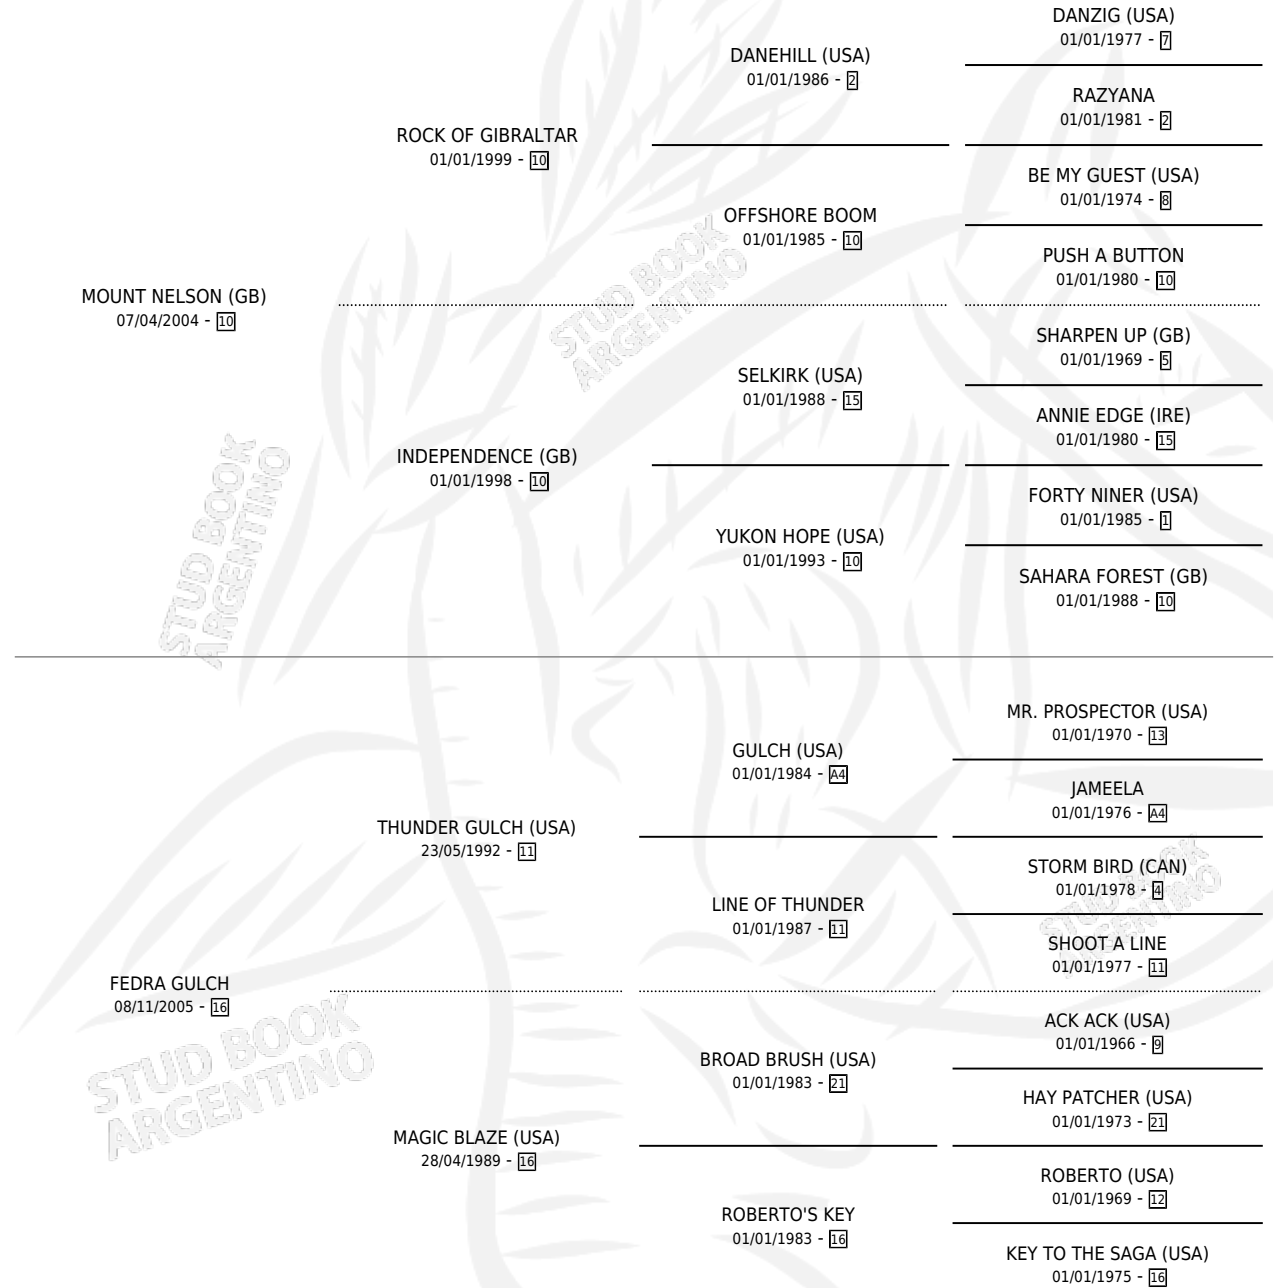 DANZIG (USA)
01/01/1977 - 7
DANEHILL (USA)
01/01/1986 - 2
RAZYANA
01/01/1981 - 2
ROCK OF GIBRALTAR
01/01/1999 - 10
BE MY GUEST (USA)
01/01/1974 - 8
OFFSHORE BOOM
01/01/1985 - 10
PUSH A BUTTON
01/01/1980 - 10
MOUNT NELSON (GB)
07/04/2004 - 10
SHARPEN UP (GB)
01/01/1969 - 5
SELKIRK (USA)
01/01/1988 - 15
ANNIE EDGE (IRE)
01/01/1980 - 15
INDEPENDENCE (GB)
01/01/1998 - 10
FORTY NINER (USA)
01/01/1985 - 1
YUKON HOPE (USA)
01/01/1993 - 10
SAHARA FOREST (GB)
01/01/1988 - 10
MR. PROSPECTOR (USA)
01/01/1970 - 13
GULCH (USA)
01/01/1984 - A4
JAMEELA
01/01/1976 - A4
THUNDER GULCH (USA)
23/05/1992 - 11
STORM BIRD (CAN)
01/01/1978 - 4
LINE OF THUNDER
01/01/1987 - 11
SHOOT A LINE
01/01/1977 - 11
FEDRA GULCH
08/11/2005 - 16
ACK ACK (USA)
01/01/1966 - 9
BROAD BRUSH (USA)
01/01/1983 - 21
HAY PATCHER (USA)
01/01/1973 - 21
MAGIC BLAZE (USA)
28/04/1989 - 16
ROBERTO (USA)
01/01/1969 - 12
ROBERTO'S KEY
01/01/1983 - 16
KEY TO THE SAGA (USA)
01/01/1975 - 16
STUD BOOK
ARGENTINO
STUD BOOK
ARGENTINO
STUD BOOK
ARGENTINO
STUD BOOK
ARGENTINO